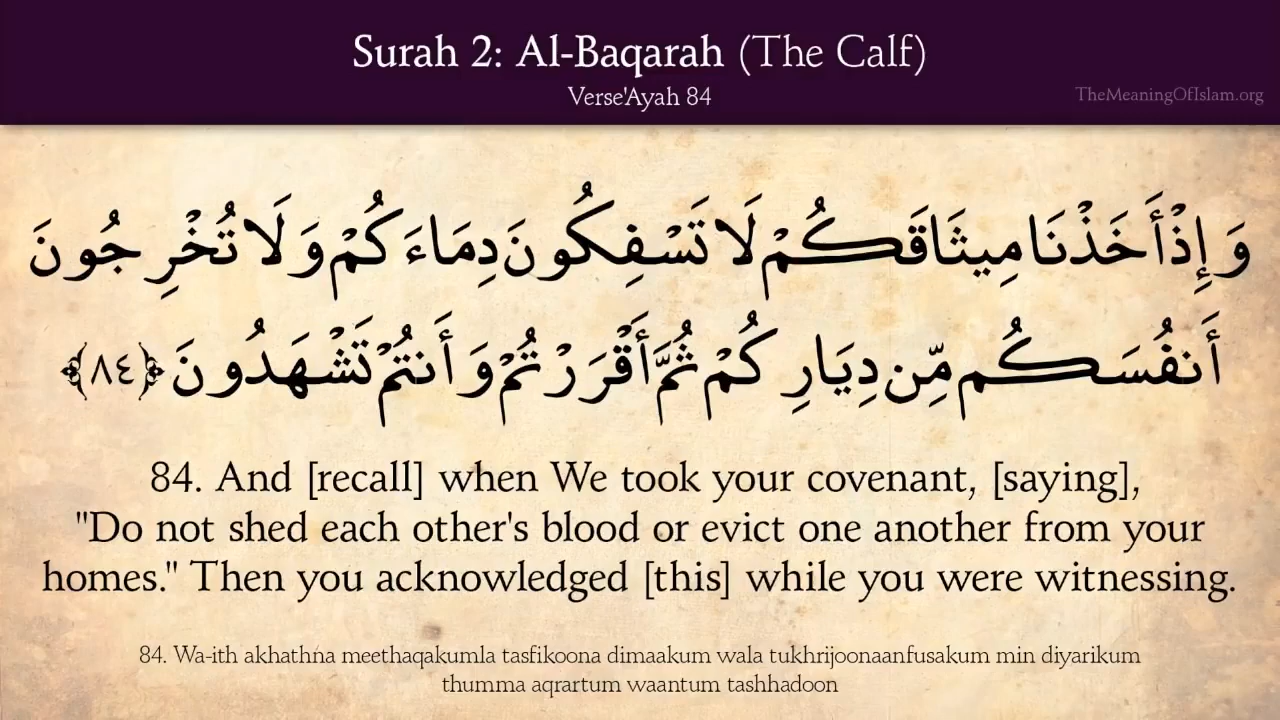 Surah 2: Al-Baqarah (The Calf)
Verse'Ayah 84
TheMeaningOfIslam.org
وَإِذْ أَخَذْنَا مِيثَاقَكُمْ لَا تَسْفِكُونَ دِمَاءَكُمْ وَلَا تُخْرِجُونَ
أَنفُسَكُم مِّن دِيَارِكُمْ ثُمَّ أَقْرَرْتُمْ وَأَنتُمْ تَشْهَدُونَ ﴿٨٤﴾
84. And [recall] when We took your covenant, [saying],
"Do not shed each other's blood or evict one another from your
homes." Then you acknowledged [this] while you were witnessing.
84. Wa-ith akhathna meethaqakumla tasfikoona dimaakum wala tukhrijoonaanfusakum min diyarikum
thumma aqrartum waantum tashhadoon